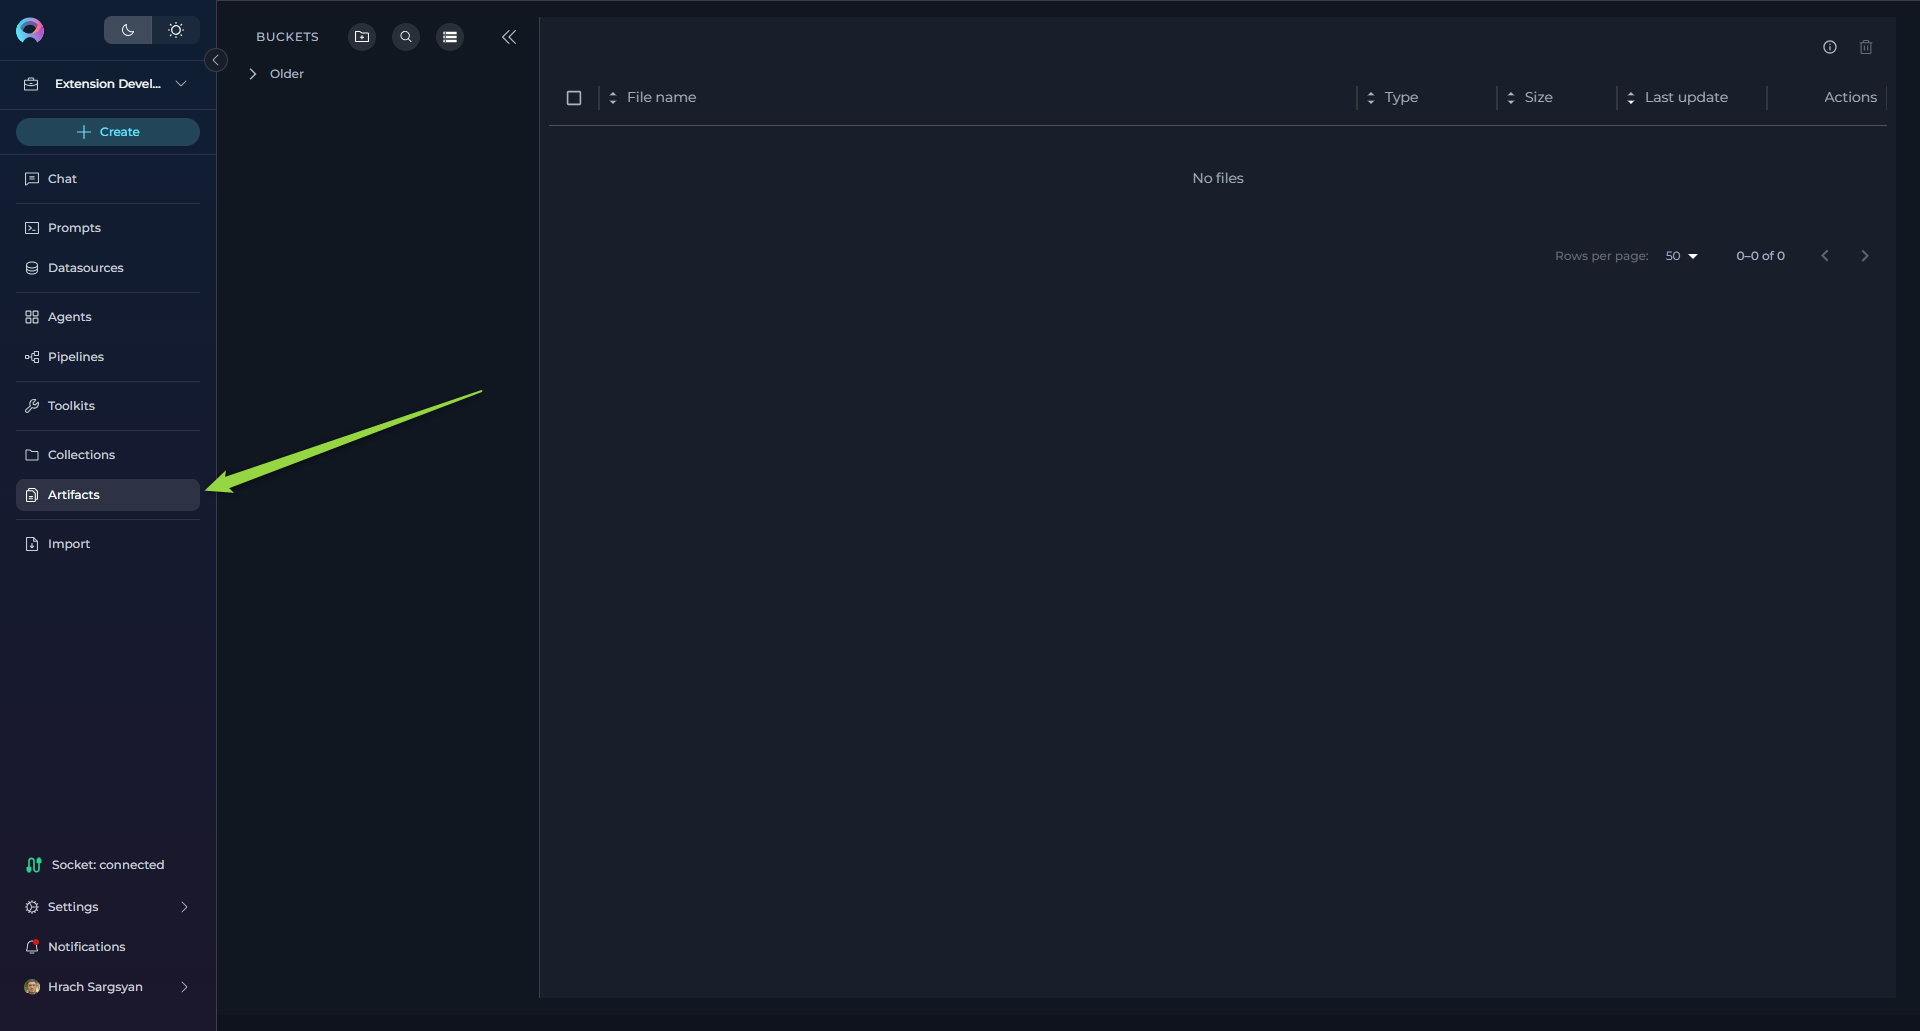 Extension Devel...
Create
Chat
Prompts
Datasources
Agents
Pipelines
Toolkits
Collections
Artifacts
Import
Socket: connected
Settings
Notifications
Hrach Sargsyan
BUCKETS
Older
File name Type Size Last update Actions
No files
Rows per page: 50 0–0 of 0